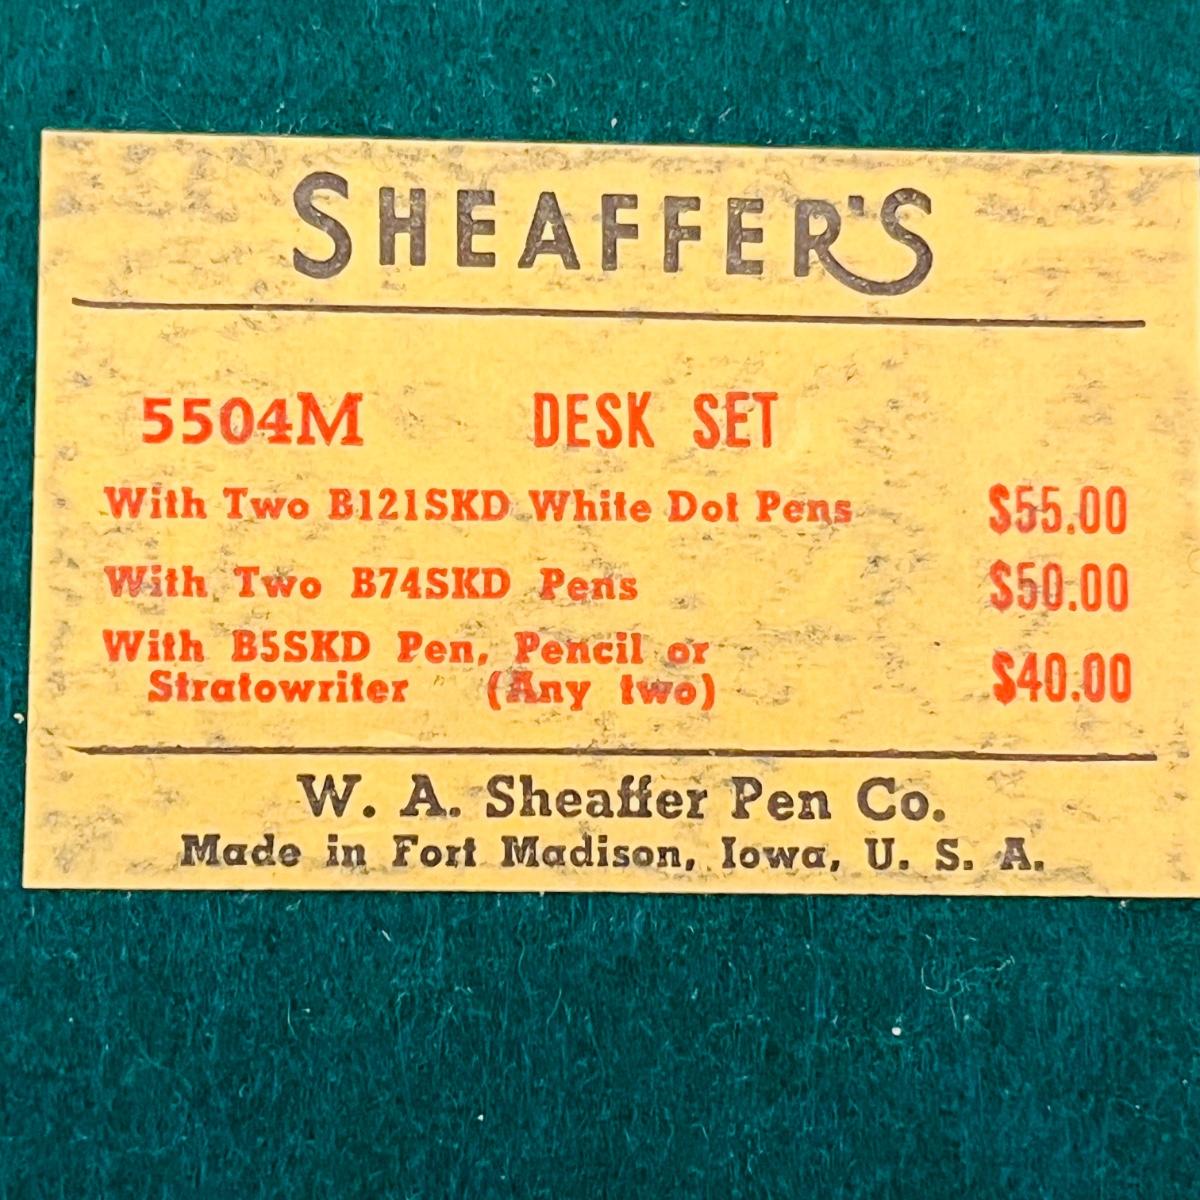 SHEAFFER'S
5504M DESK SET
With Two B121SKD White Dot Pens $55.00
With Two B74SKD Pens $50.00
With B5SKD Pen, Pencil or
Stratowriter (Any two) $40.00
W. A. Sheaffer Pen Co.
Made in Fort Madison, Iowa, U. S. A.